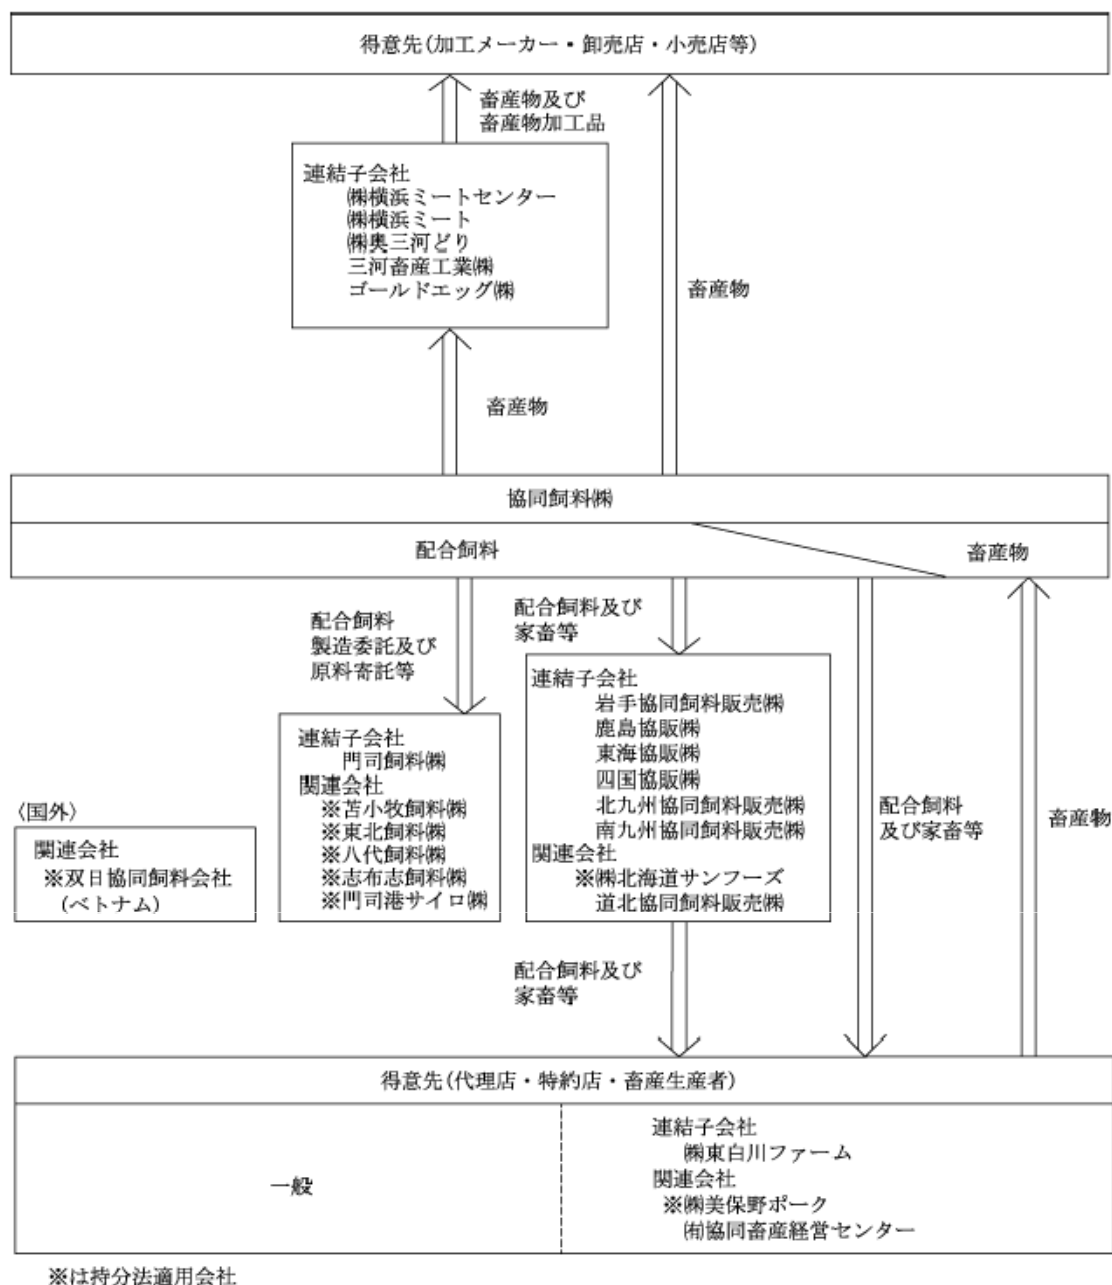 得意先(加工メーカー・卸売店・小売店等)
畜産物及び
畜産物加工品
連結子会社
㈱横浜ミートセンター
㈱横浜ミート
㈱奥三河どり
三河畜産工業㈱
ゴールドエッグ㈱
畜産物
畜産物
協同飼料㈱
配合飼料
畜産物
配合飼料
製造委託及び
原料寄託等
配合飼料及び
家畜等
連結子会社
門司飼料㈱
関連会社
※苫小牧飼料㈱
※東北飼料㈱
※八代飼料㈱
※志布志飼料㈱
※門司港サイロ㈱
連結子会社
岩手協同飼料販売㈱
鹿島協販㈱
東海協販㈱
四国協販㈱
北九州協同飼料販売㈱
南九州協同飼料販売㈱
関連会社
※㈱北海道サンフーズ
道北協同飼料販売㈱
〈国外〉
関連会社
※双日協同飼料会社
(ベトナム)
配合飼料
及び家畜等
畜産物
配合飼料及び
家畜等
得意先(代理店・特約店・畜産生産者)
一般
連結子会社
㈱東白川ファーム
関連会社
※㈱美保野ポーク
㈲協同畜産経営センター
※は持分法適用会社